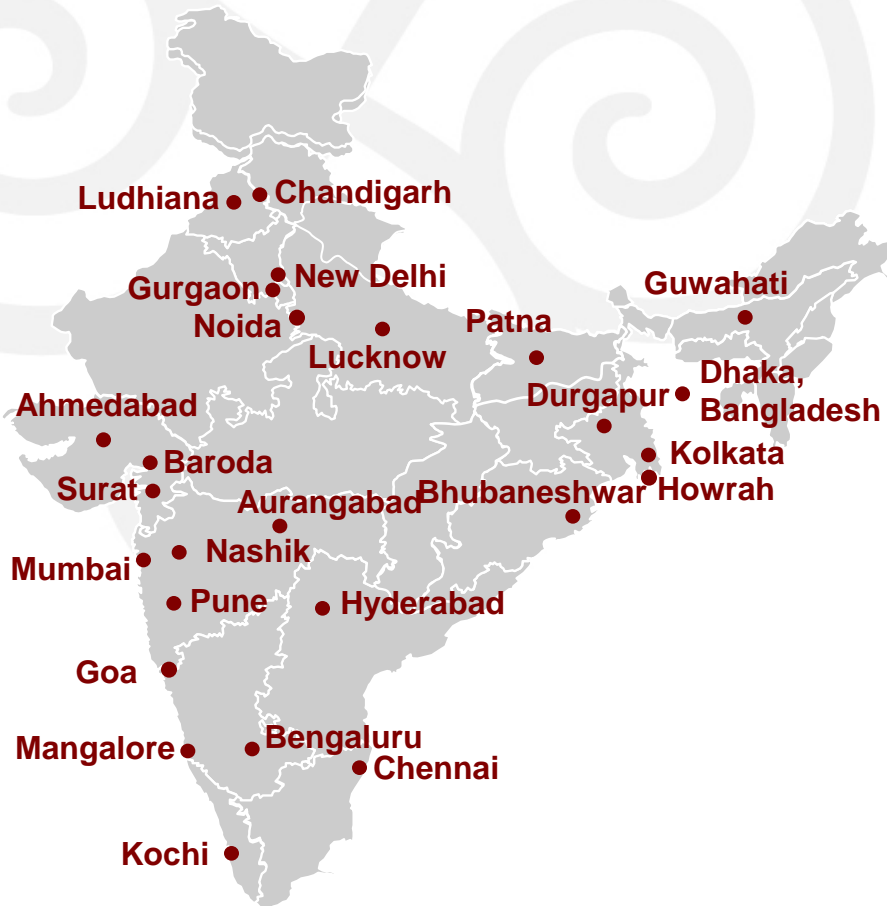 Ludhiana
Chandigarh
New Delhi
Gurgaon
Guwahati
Noida
Patna
Lucknow
Dhaka,
Bangladesh
Durgapur
Ahmedabad
Kolkata
Baroda
Surat
Howrah
Bhubaneshwar
Aurangabad
Nashik
Mumbai
Pune
Hyderabad
Goa
Bengaluru
Mangalore
Chennai
Kochi